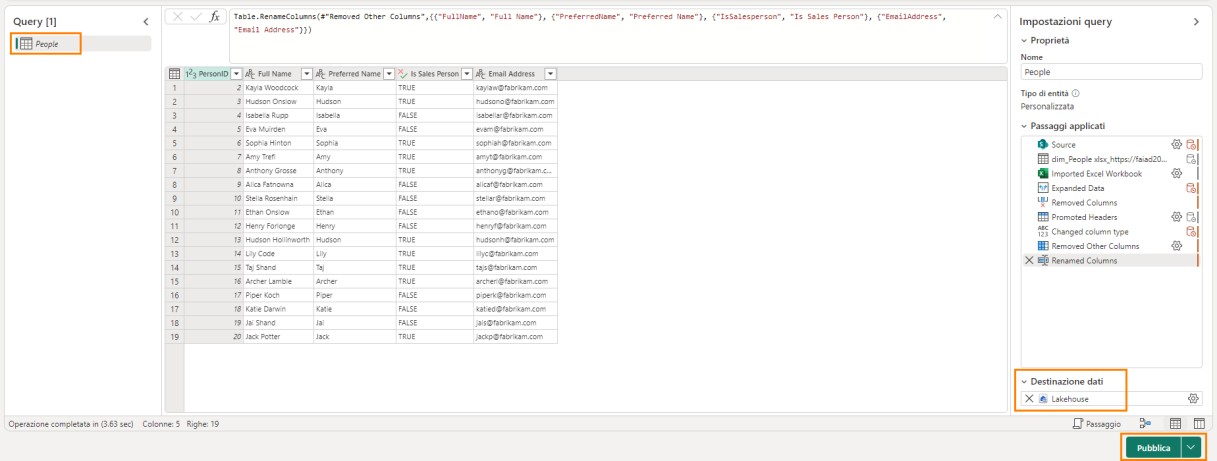 Query [1]
People
fx
Table.RenameColumns(#"Removed Other Columns",{{"FullName", "Full Name"}, {"PreferredName", "Preferred Name"}, {"IsSalesperson", "Is Sales Person"}, {"EmailAddress",
"Email Address"}})
1²3 PersonID ABC Full Name ABC Preferred Name Is Sales Person ABC Email Address
1 2 Kayla Woodcock Kayla TRUE kaylaw@fabrikam.com
2 3 Hudson Onslow Hudson TRUE hudsono@fabrikam.com
3 4 Isabella Rupp Isabella FALSE isabellar@fabrikam.com
4 5 Eva Muirden Eva FALSE evam@fabrikam.com
5 6 Sophia Hinton Sophia TRUE sophiah@fabrikam.com
6 7 Amy Trefl Amy TRUE amyt@fabrikam.com
7 8 Anthony Grosse Anthony TRUE anthonyg@fabrikam.c...
8 9 Alica Fatnowna Alica FALSE alicaf@fabrikam.com
9 10 Stella Rosenhain Stella FALSE stellar@fabrikam.com
10 11 Ethan Onslow Ethan FALSE ethano@fabrikam.com
11 12 Henry Forlonge Henry FALSE henryf@fabrikam.com
12 13 Hudson Hollinworth Hudson TRUE hudsonh@fabrikam.com
13 14 Lily Code Lily TRUE lilyc@fabrikam.com
14 15 Taj Shand Taj TRUE tajs@fabrikam.com
15 16 Archer Lamble Archer TRUE archerl@fabrikam.com
16 17 Piper Koch Piper FALSE piperk@fabrikam.com
17 18 Katie Darwin Katie FALSE katied@fabrikam.com
18 19 Jai Shand Jai FALSE jais@fabrikam.com
19 20 Jack Potter Jack TRUE jackp@fabrikam.com
Impostazioni query
Proprietà
Nome
People
Tipo di entità
Personalizzata
Passaggi applicati
Source
dim_People xlsx_https://faiad20...
Imported Excel Workbook
Expanded Data
Removed Columns
Promoted Headers
ABC
123 Changed column type
Removed Other Columns
Renamed Columns
Destinazione dati
Lakehouse
Operazione completata in (3.63 sec) Colonne: 5 Righe: 19
Passaggio
Pubblica